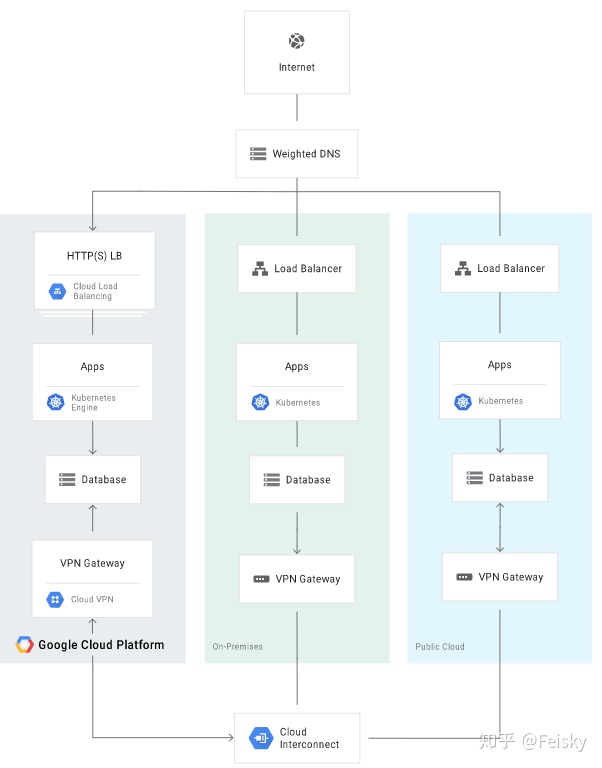 Internet
Weighted DNS
HTTP(S) LB
Cloud Load
Balancing
Apps
Kubernetes
Engine
Database
VPN Gateway
Cloud VPN
Google Cloud Platform
Load Balancer
Apps
Kubernetes
Database
VPN Gateway
On-Premises
Load Balancer
Apps
Kubernetes
Database
VPN Gateway
Public Cloud
Cloud
Interconnect
知乎 @Feisky